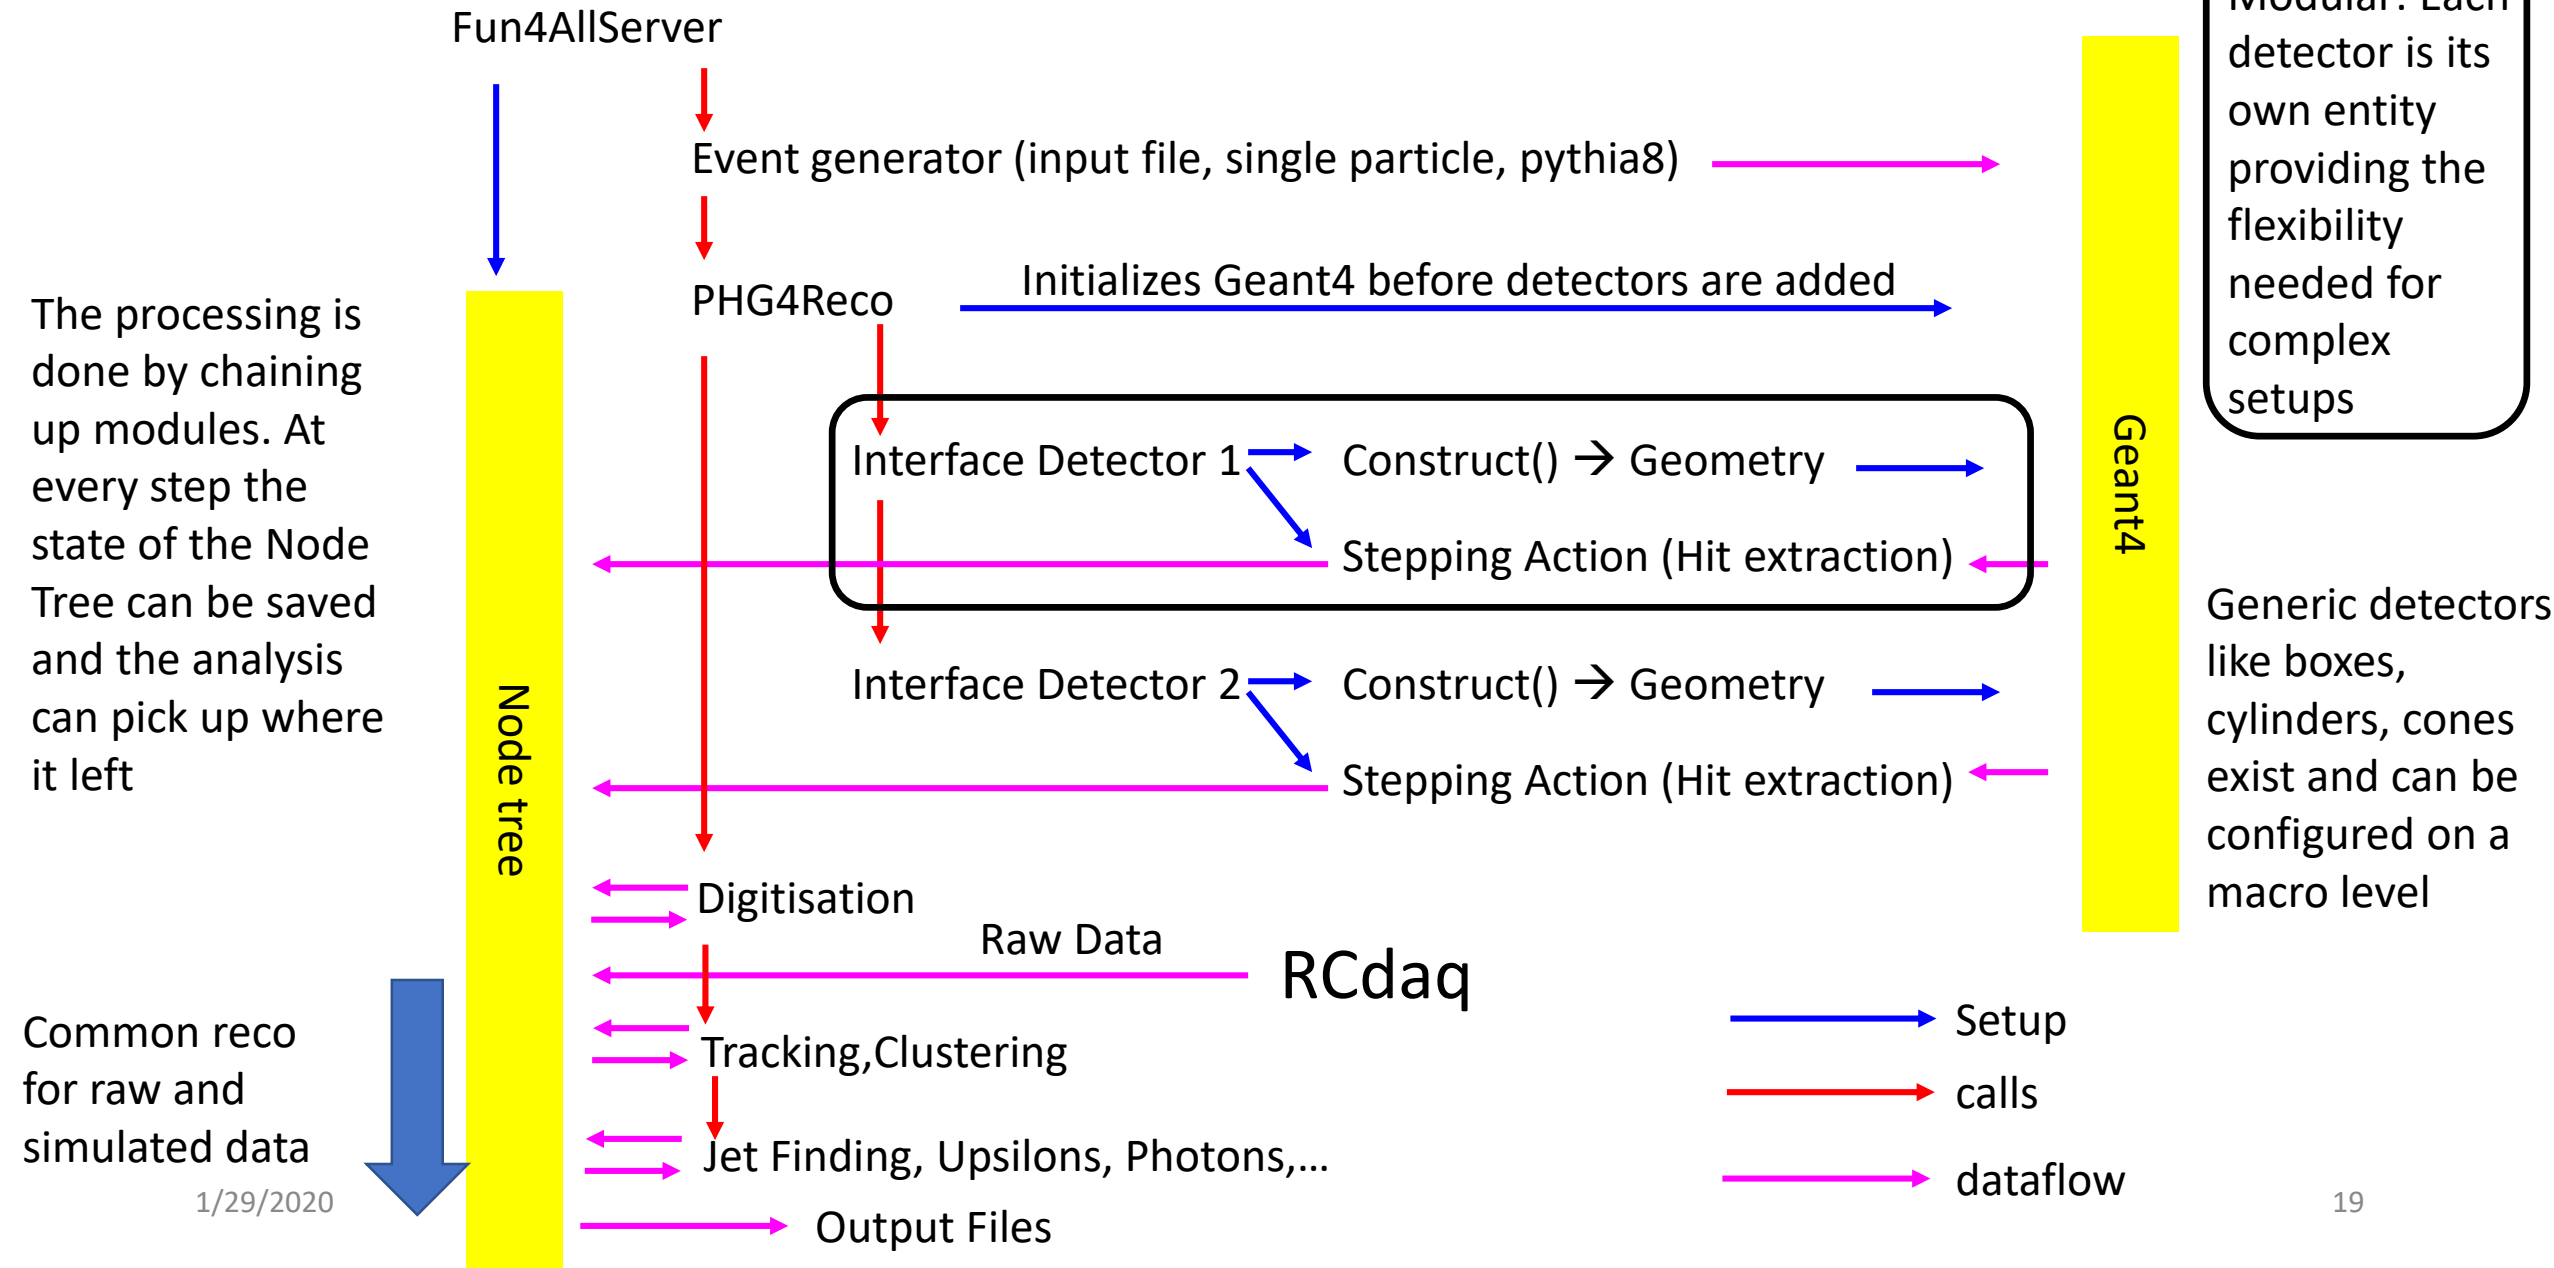 Fun4AllServer
Modular: Each
detector is its
own entity
providing the
flexibility
needed for
complex
setups
Event generator (input file, single particle, pythia8)
PHG4Reco
Initializes Geant4 before detectors are added
The processing is
done by chaining
up modules. At
every step the
state of the Node
Tree can be saved
and the analysis
can pick up where
it left
Interface Detector 1
Construct() → Geometry
Stepping Action (Hit extraction)
Geant4
Interface Detector 2
Construct() → Geometry
Stepping Action (Hit extraction)
Generic detectors
like boxes,
cylinders, cones
exist and can be
configured on a
macro level
Node tree
Digitisation
Raw Data
RCdaq
Common reco
for raw and
simulated data
Tracking,Clustering
Jet Finding, Upsilons, Photons,...
Output Files
Setup
calls
dataflow
1/29/2020
19